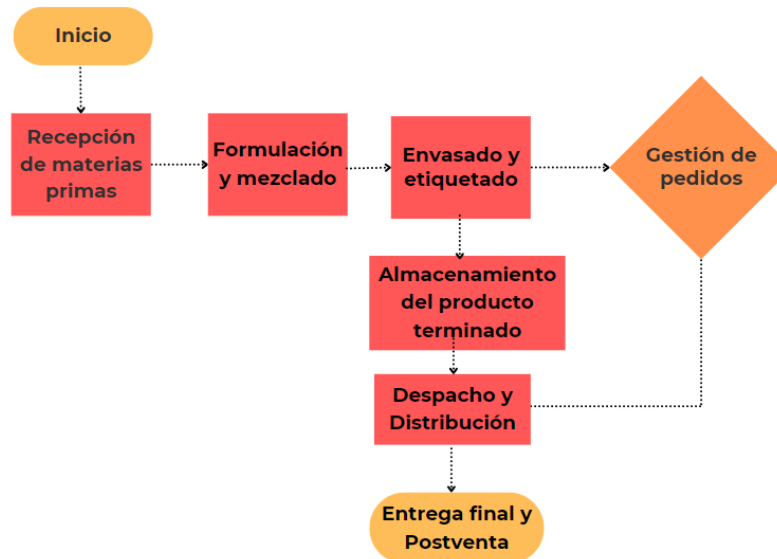 Inicio
Recepción
de materias
primas
Formulación
y mezclado
Envasado y
etiquetado
Gestión de
pedidos
Almacenamiento
del producto
terminado
Despacho y
Distribución
Entrega final y
Postventa